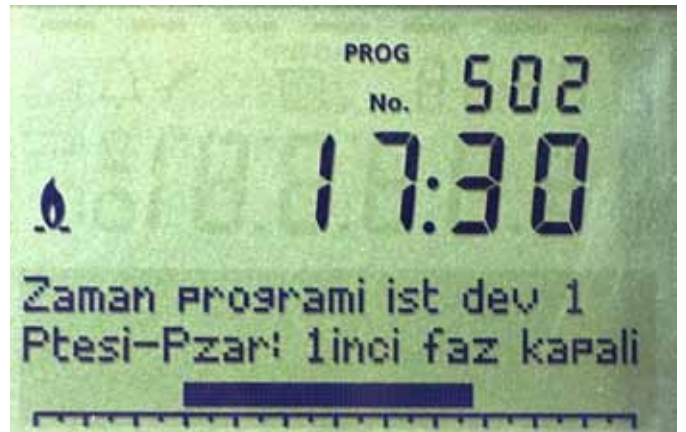 PROG
No. 502
17:30
Zaman programi ist dev 1
Ptesi-Pzar: 1inci faz kapali